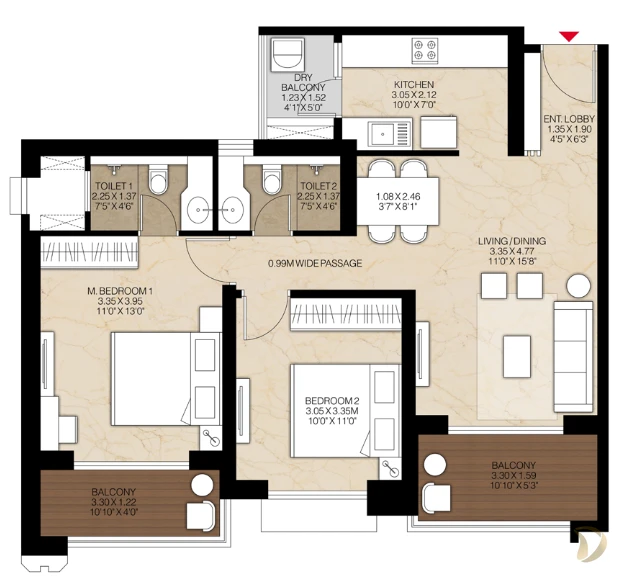 DRY
BALCONY
1.23 X 1.52
4'1" X 5'0"
KITCHEN
3.05 X 2.12
10'0" X 7'0"
ENT. LOBBY
1.35 X 1.90
4'5" X 6'3"
TOILET 1
2.25 X 1.37
7'5" X 4'6"
TOILET 2
2.25 X 1.37
7'5" X 4'6"
1.08 X 2.46
3'7" X 8'1"
LIVING/DINING
3.35 X 4.77
11'0" X 15'8"
0.99M WIDE PASSAGE
M. BEDROOM 1
3.35 X 3.95
11'0" X 13'0"
BEDROOM 2
3.05 X 3.35M
10'0" X 11'0"
BALCONY
3.30 X 1.22
10'10" X 4'0"
BALCONY
3.30 X 1.59
10'10" X 5'3"